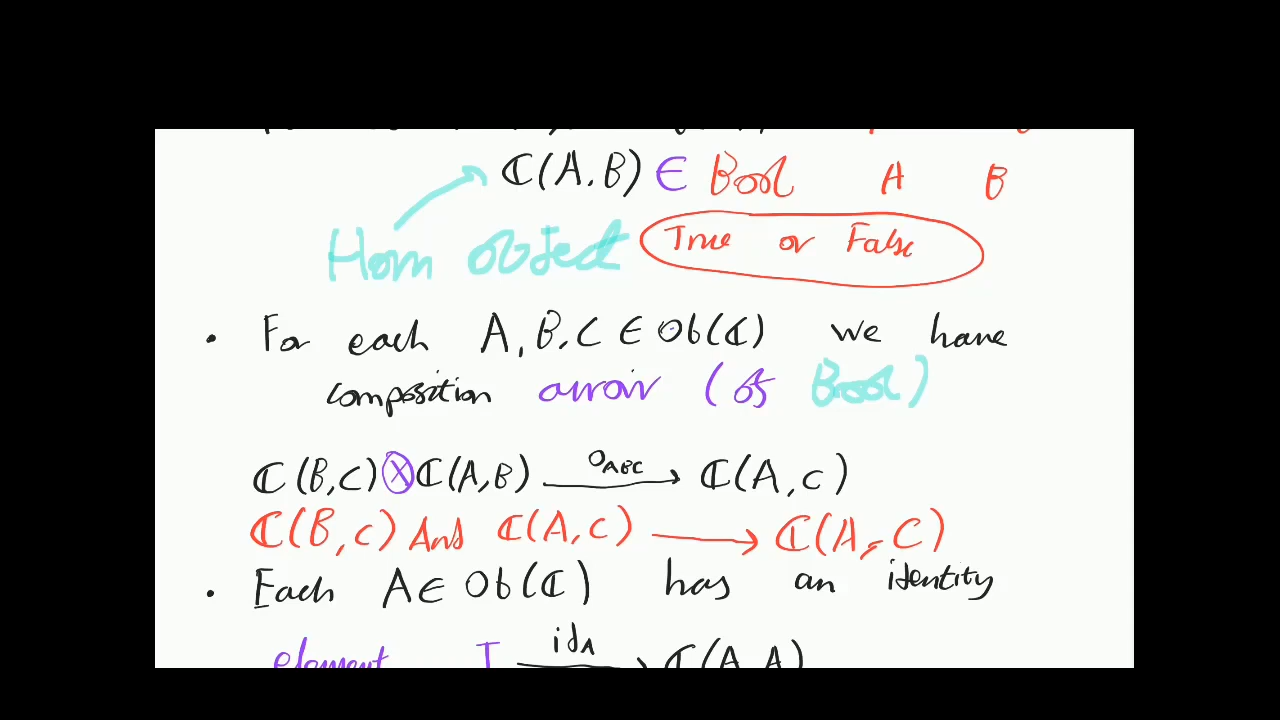 ℂ(A,B) ∈ Bool A B
Hom object True or False
• For each A, B, C ∈ Ob(ℂ) we have
composition arrow (of Bool)
ℂ(B,C) ⊗ ℂ(A,B) —∘ABC→ ℂ(A,C)
ℂ(B,C) And ℂ(A,C) ⟶ ℂ(A,C)
• Each A ∈ Ob(ℂ) has an identity
element I —idA→ ℂ(A,A)